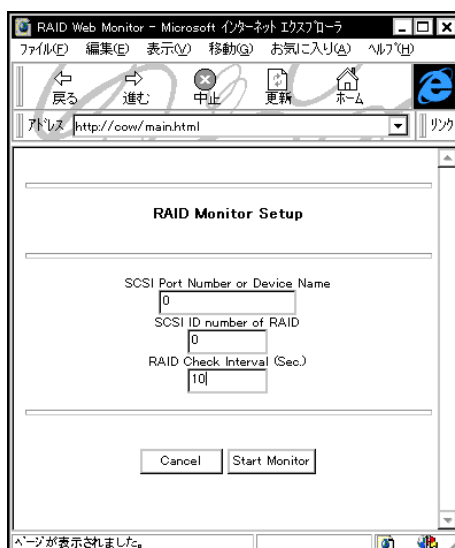 RAID Web Monitor - Microsoft インターネット エクスプローラ
ファイル(F) 編集(E) 表示(V) 移動(G) お気に入り(A) ヘルプ(H)
戻る 進む 中止 更新 ホーム
アドレス http://cow/main.html リンク
RAID Monitor Setup
SCSI Port Number or Device Name
0
SCSI ID number of RAID
0
RAID Check Interval (Sec.)
10
Cancel Start Monitor
ページが表示されました。